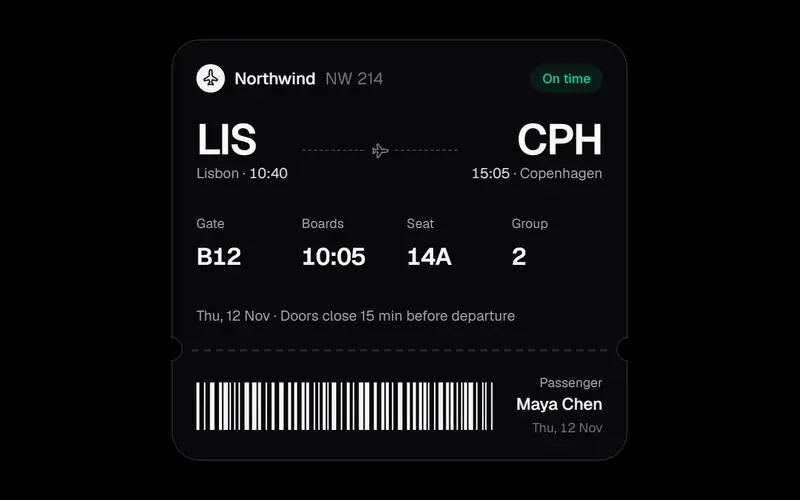 Northwind NW 214 On time
LIS CPH
Lisbon · 10:40 15:05 · Copenhagen
Gate Boards Seat Group
B12 10:05 14A 2
Thu, 12 Nov · Doors close 15 min before departure
Passenger
Maya Chen
Thu, 12 Nov